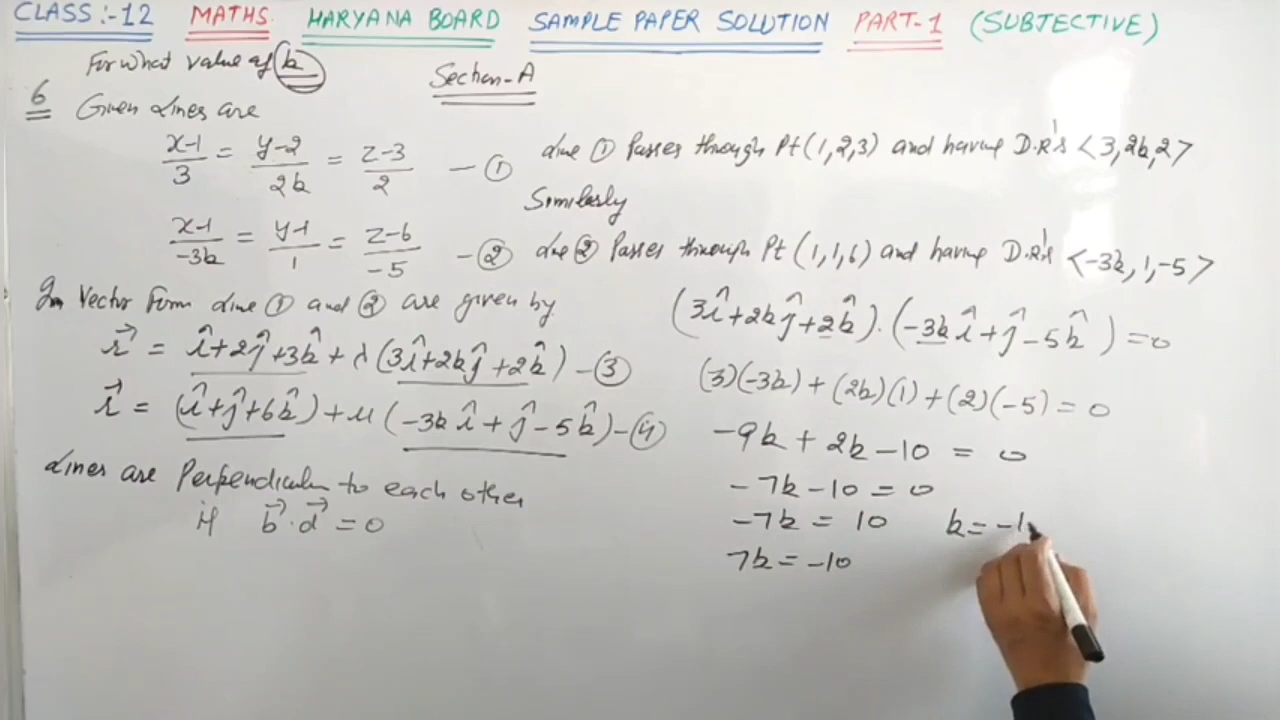 CLASS:-12 MATHS. HARYANA BOARD SAMPLE PAPER SOLUTION PART-1 (SUBJECTIVE)
For what value of k
Section-A
6 Given Lines are
x-1/3 = y-2/2k = z-3/2 - ①
Line ① Passes through Pt (1,2,3) and having D.R's <3,2k,2>
Similarly
x-1/-3k = y-1/1 = z-6/-5 - ②
Line ② Passes through Pt (1,1,6) and having D.R's <-3k,1,-5>
In Vector Form Line ① and ② are given by
r⃗ = î+2ĵ+3k̂+λ(3î+2kĵ+2k̂) - ③
r⃗ = (î+ĵ+6k̂)+μ(-3kî+ĵ-5k̂) - ④
Lines are Perpendicular to each other
if b⃗·d⃗ = 0
(3î+2kĵ+2k̂)·(-3kî+ĵ-5k̂) = 0
(3)(-3k)+(2k)(1)+(2)(-5) = 0
-9k+2k-10 = 0
-7k-10 = 0
-7k = 10 k = -1
7k = -10